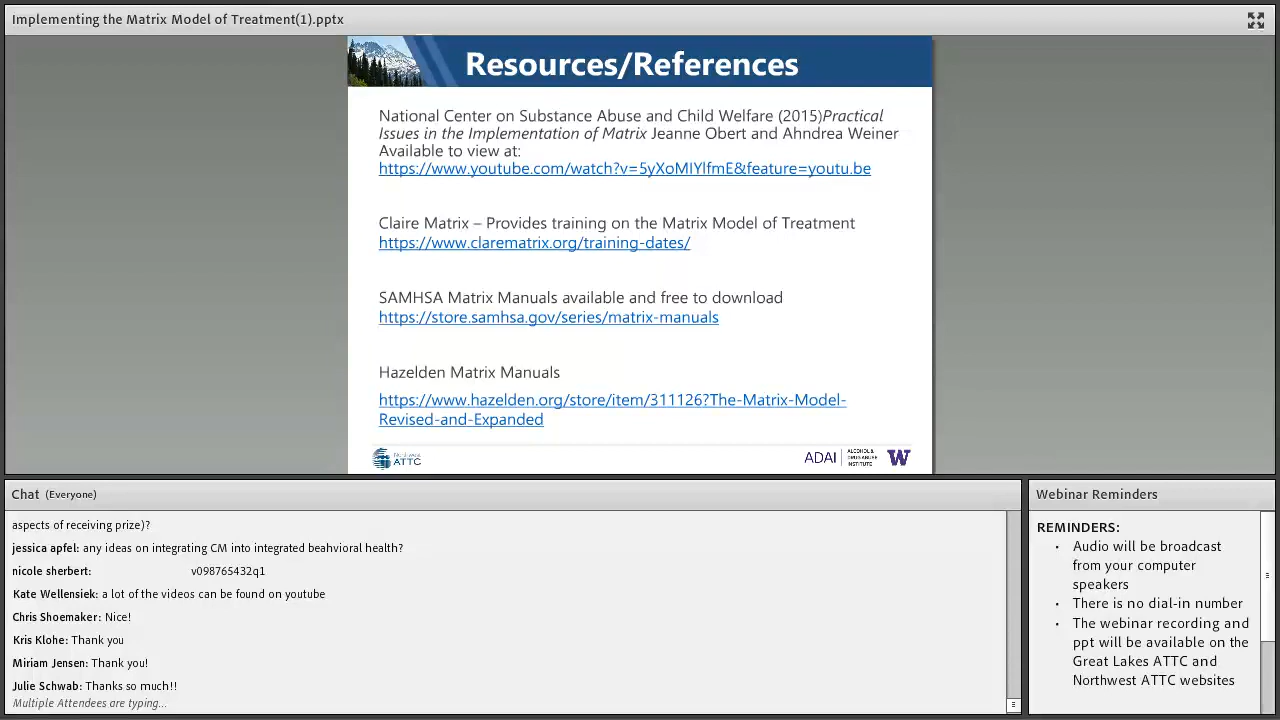 Implementing the Matrix Model of Treatment(1).pptx
Resources/References
National Center on Substance Abuse and Child Welfare (2015)Practical
Issues in the Implementation of Matrix Jeanne Obert and Ahndrea Weiner
Available to view at:
https://www.youtube.com/watch?v=5yXoMIYlfmE&feature=youtu.be
Claire Matrix – Provides training on the Matrix Model of Treatment
https://www.clarematrix.org/training-dates/
SAMHSA Matrix Manuals available and free to download
https://store.samhsa.gov/series/matrix-manuals
Hazelden Matrix Manuals
https://www.hazelden.org/store/item/311126?The-Matrix-Model-
Revised-and-Expanded
Northwest
ATTC
ADAI
ALCOHOL &
DRUG ABUSE
INSTITUTE
W
Chat (Everyone)
aspects of receiving prize)?
jessica apfel: any ideas on integrating CM into integrated beahvioral health?
nicole sherbert: v098765432q1
Kate Wellensiek: a lot of the videos can be found on youtube
Chris Shoemaker: Nice!
Kris Klohe: Thank you
Miriam Jensen: Thank you!
Julie Schwab: Thanks so much!!
Multiple Attendees are typing...
Webinar Reminders
REMINDERS:
• Audio will be broadcast
from your computer
speakers
• There is no dial-in number
• The webinar recording and
ppt will be available on the
Great Lakes ATTC and
Northwest ATTC websites